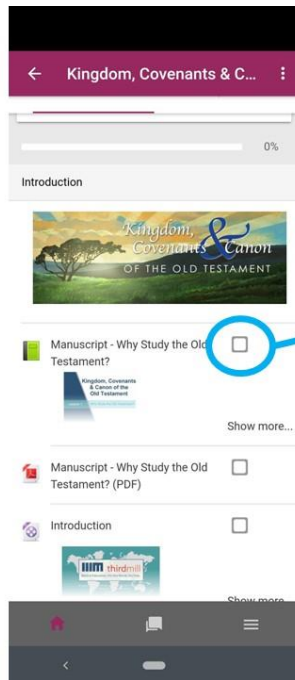 Kingdom, Covenants & C...
0%
Introduction
Kingdom,
Covenants & Canon
OF THE OLD TESTAMENT
Manuscript - Why Study the Old
Testament?
Kingdom, Covenants
& Canon of the
Old Testament
Show more...
Manuscript - Why Study the Old
Testament? (PDF)
Introduction
IIIM thirdmill
Show more...